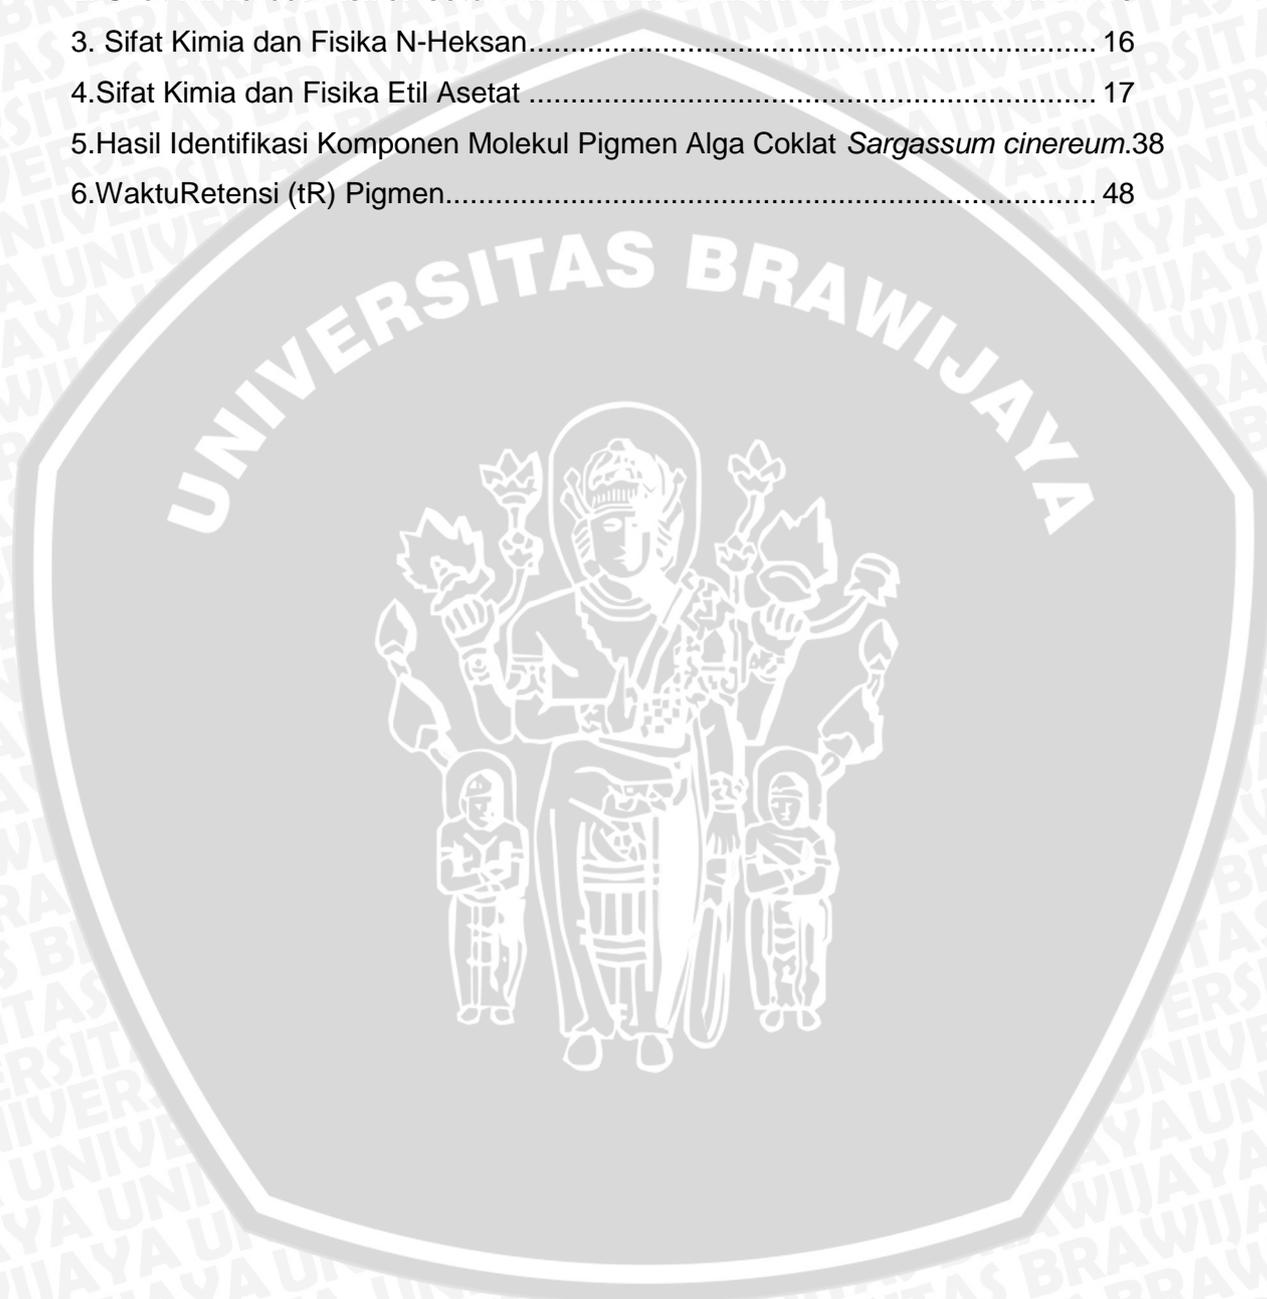 3. Sifat Kimia dan Fisika N-Heksan..................................................................... 16
4.Sifat Kimia dan Fisika Etil Asetat ..................................................................... 17
5.Hasil Identifikasi Komponen Molekul Pigmen Alga Coklat Sargassum cinereum.38
6.WaktuRetensi (tR) Pigmen............................................................................... 48
UNIVERSITAS BRAWIJAYA